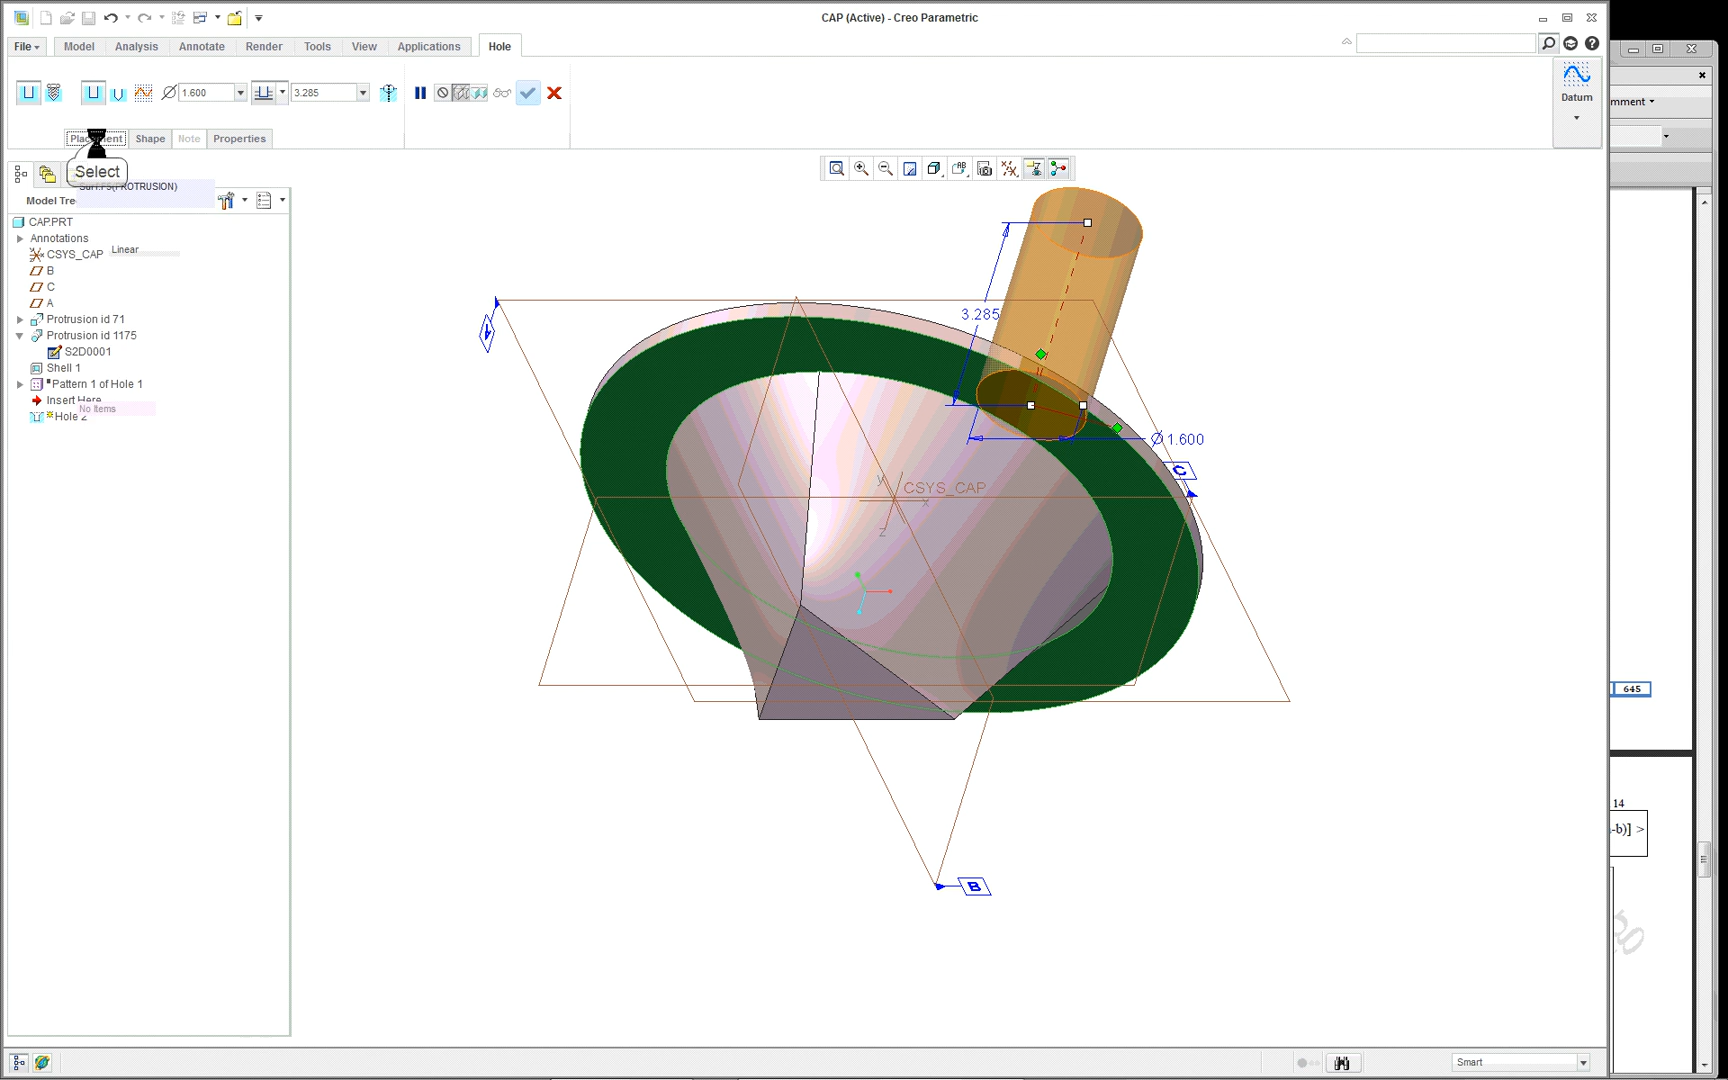 CAP (Active) - Creo Parametric
File
Model
Analysis
Annotate
Render
Tools
View
Applications
Hole
1.600
3.285
Datum
Placement
Shape
Note
Properties
Select
Surf:F5(PROTRUSION)
Model Tre
CAP.PRT
Annotations
CSYS_CAP
Linear
B
C
A
Protrusion id 71
Protrusion id 1175
S2D0001
Shell 1
Pattern 1 of Hole 1
Insert Here
No Items
Hole 2
3.285
∅1.600
C
CSYS_CAP
y
x
z
B
Smart
mment
645
14
-b)] >